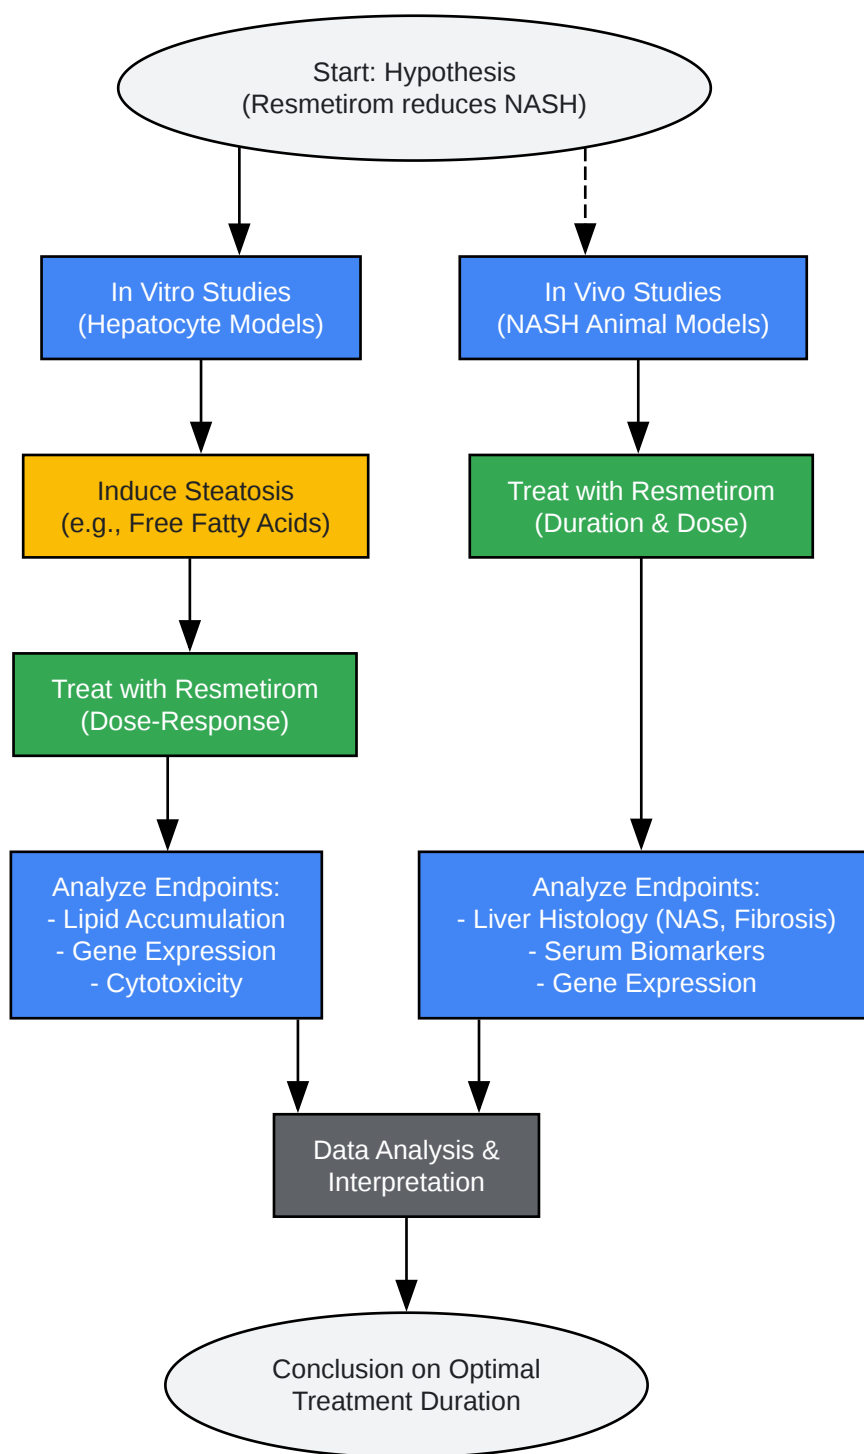 Start: Hypothesis
(Resmetirom reduces NASH)
In Vitro Studies
(Hepatocyte Models)
In Vivo Studies
(NASH Animal Models)
Induce Steatosis
(e.g., Free Fatty Acids)
Treat with Resmetirom
(Duration & Dose)
Treat with Resmetirom
(Dose-Response)
Analyze Endpoints:
- Lipid Accumulation
- Gene Expression
- Cytotoxicity
Analyze Endpoints:
- Liver Histology (NAS, Fibrosis)
- Serum Biomarkers
- Gene Expression
Data Analysis &
Interpretation
Conclusion on Optimal
Treatment Duration